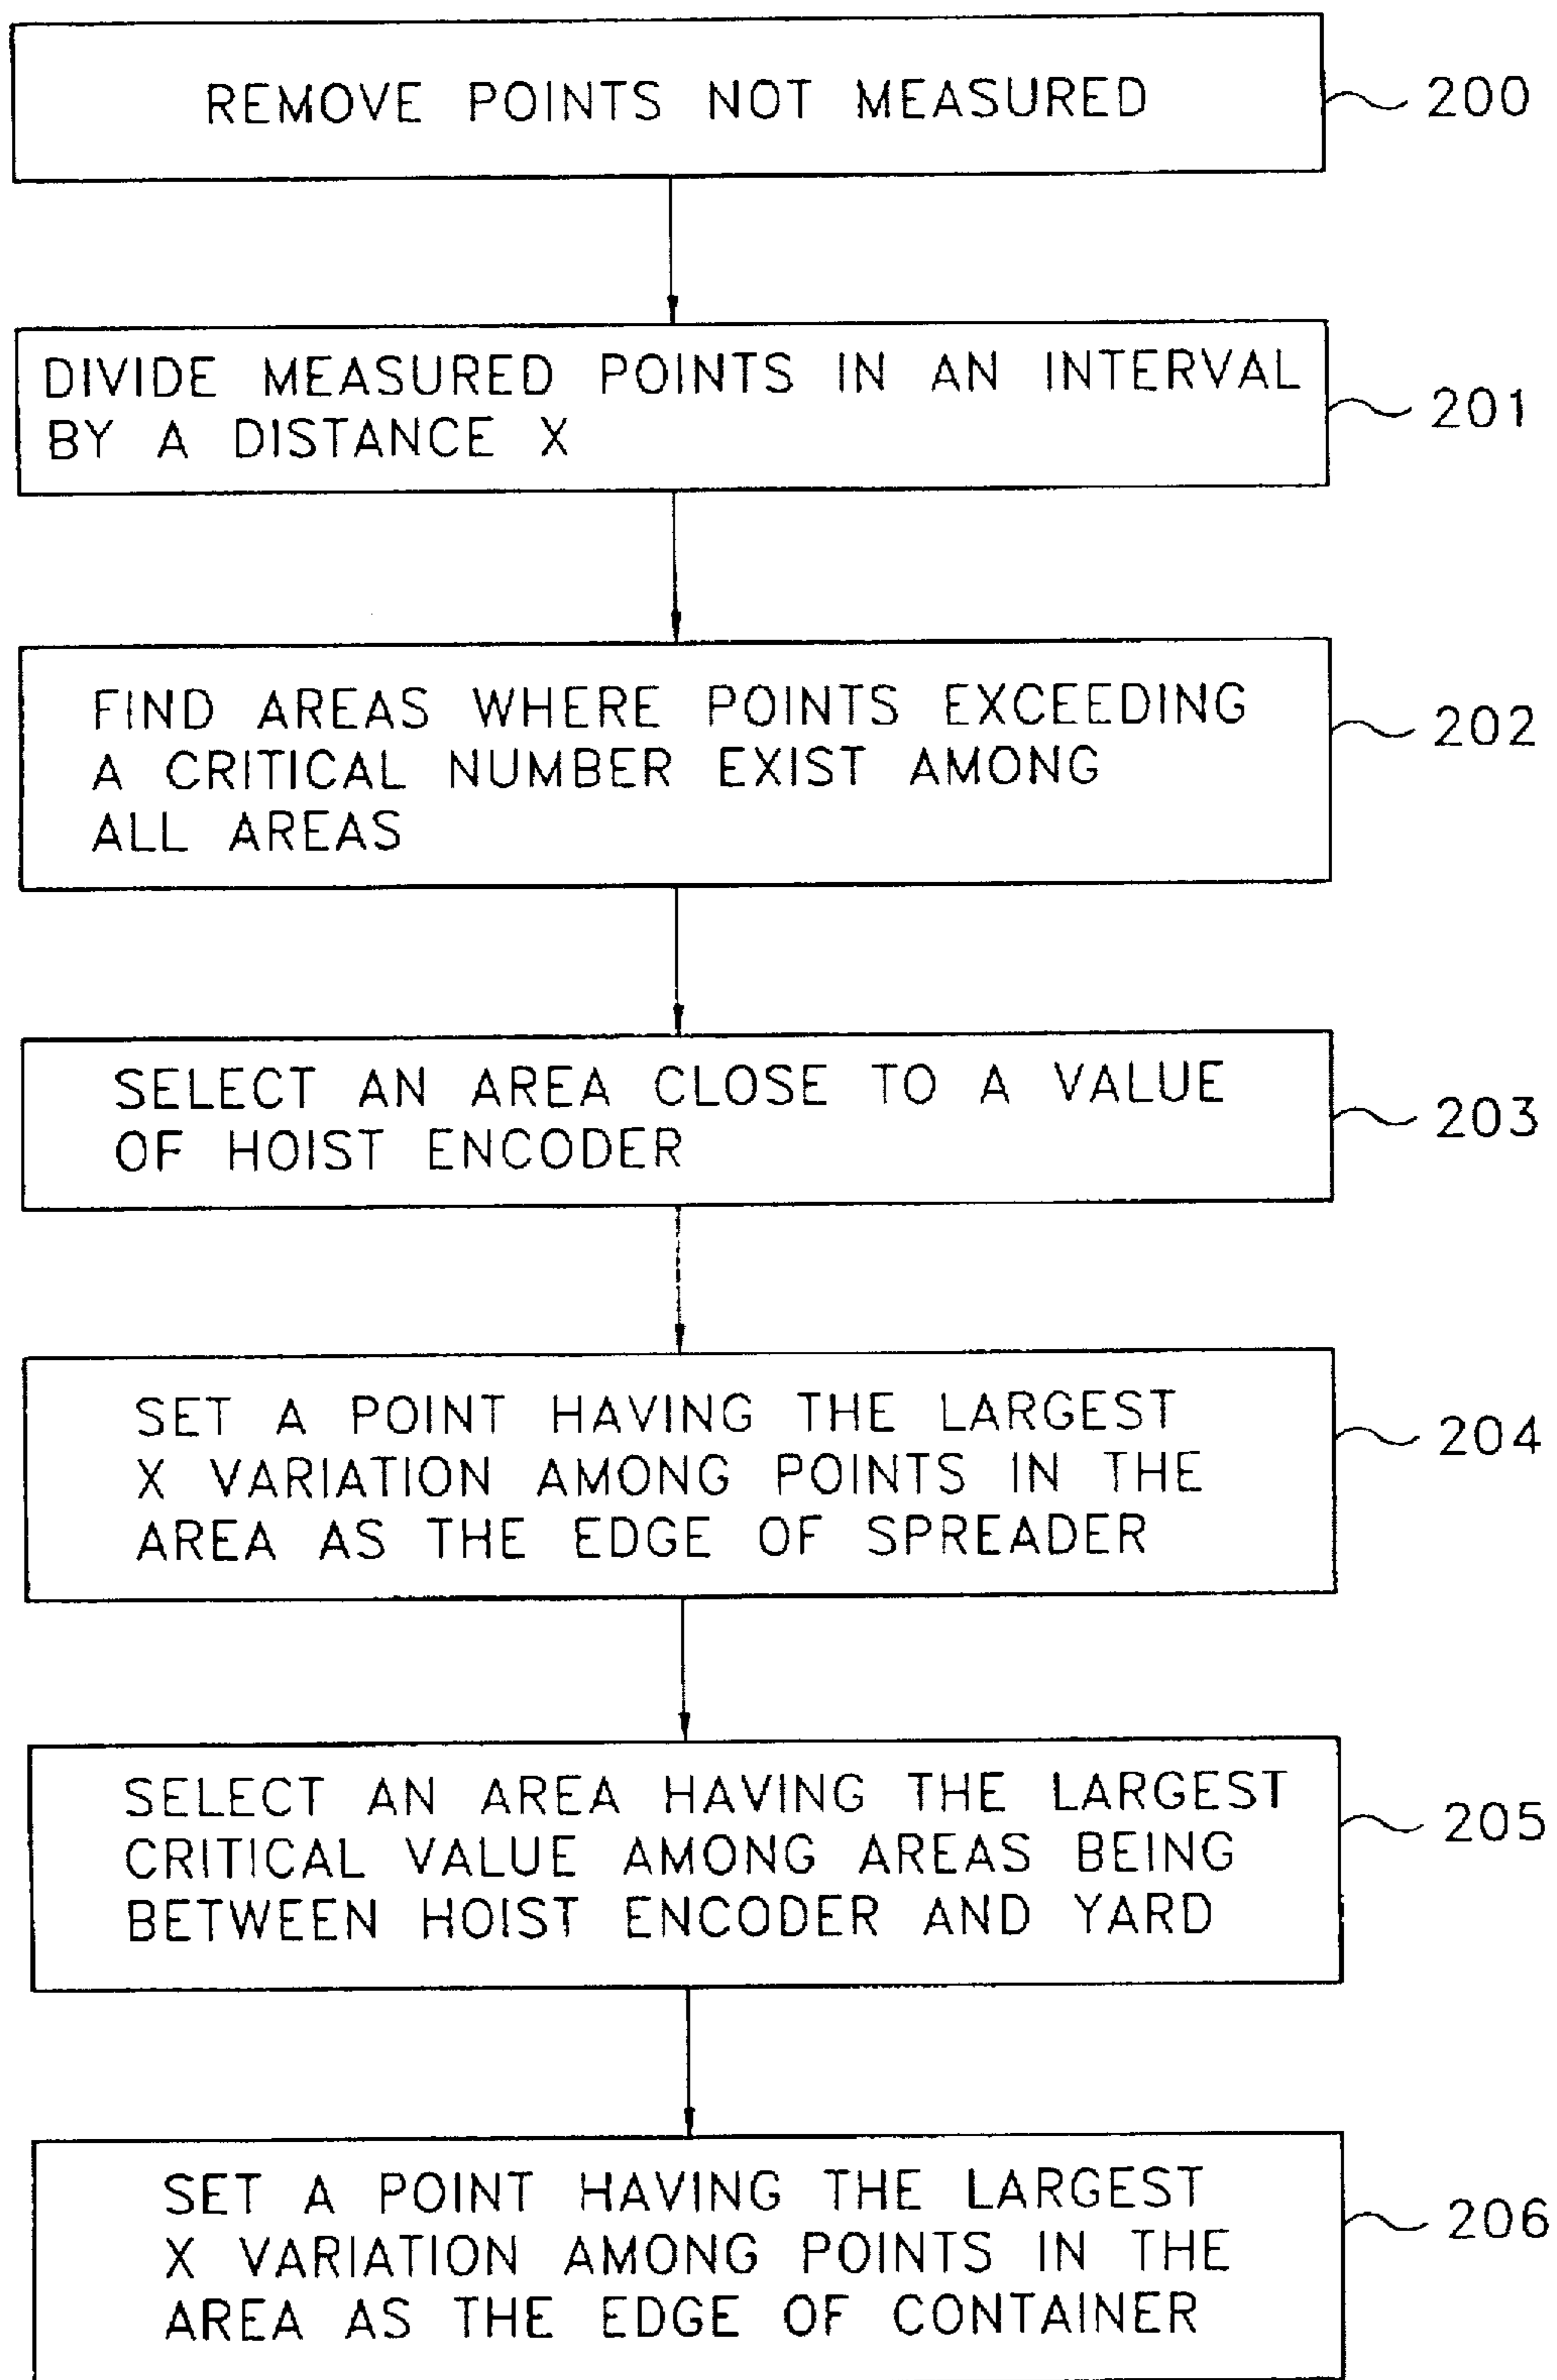 REMOVE POINTS NOT MEASURED
200
DIVIDE MEASURED POINTS IN AN INTERVAL
BY A DISTANCE X
201
FIND AREAS WHERE POINTS EXCEEDING
A CRITICAL NUMBER EXIST AMONG
ALL AREAS
202
SELECT AN AREA CLOSE TO A VALUE
OF HOIST ENCODER
203
SET A POINT HAVING THE LARGEST
X VARIATION AMONG POINTS IN THE
AREA AS THE EDGE OF SPREADER
204
SELECT AN AREA HAVING THE LARGEST
CRITICAL VALUE AMONG AREAS BEING
BETWEEN HOIST ENCODER AND YARD
205
SET A POINT HAVING THE LARGEST
X VARIATION AMONG POINTS IN THE
AREA AS THE EDGE OF CONTAINER
206